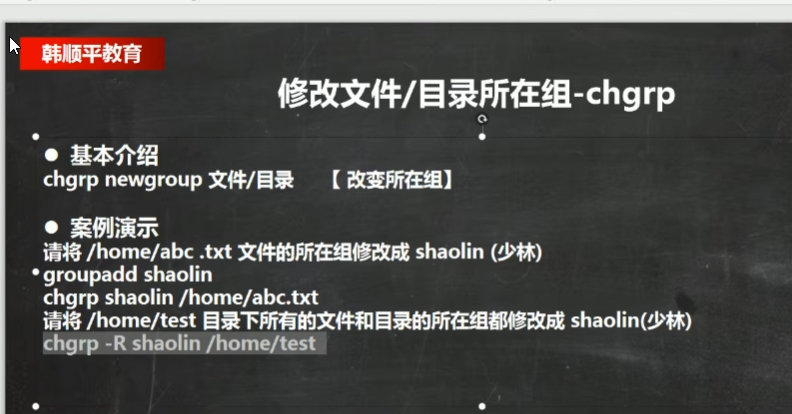 韩顺平教育
修改文件/目录所在组-chgrp
● 基本介绍
chgrp newgroup 文件/目录 【 改变所在组】
● 案例演示
请将 /home/abc .txt 文件的所在组修改成 shaolin (少林)
groupadd shaolin
chgrp shaolin /home/abc.txt
请将 /home/test 目录下所有的文件和目录的所在组都修改成 shaolin(少林)
chgrp -R shaolin /home/test